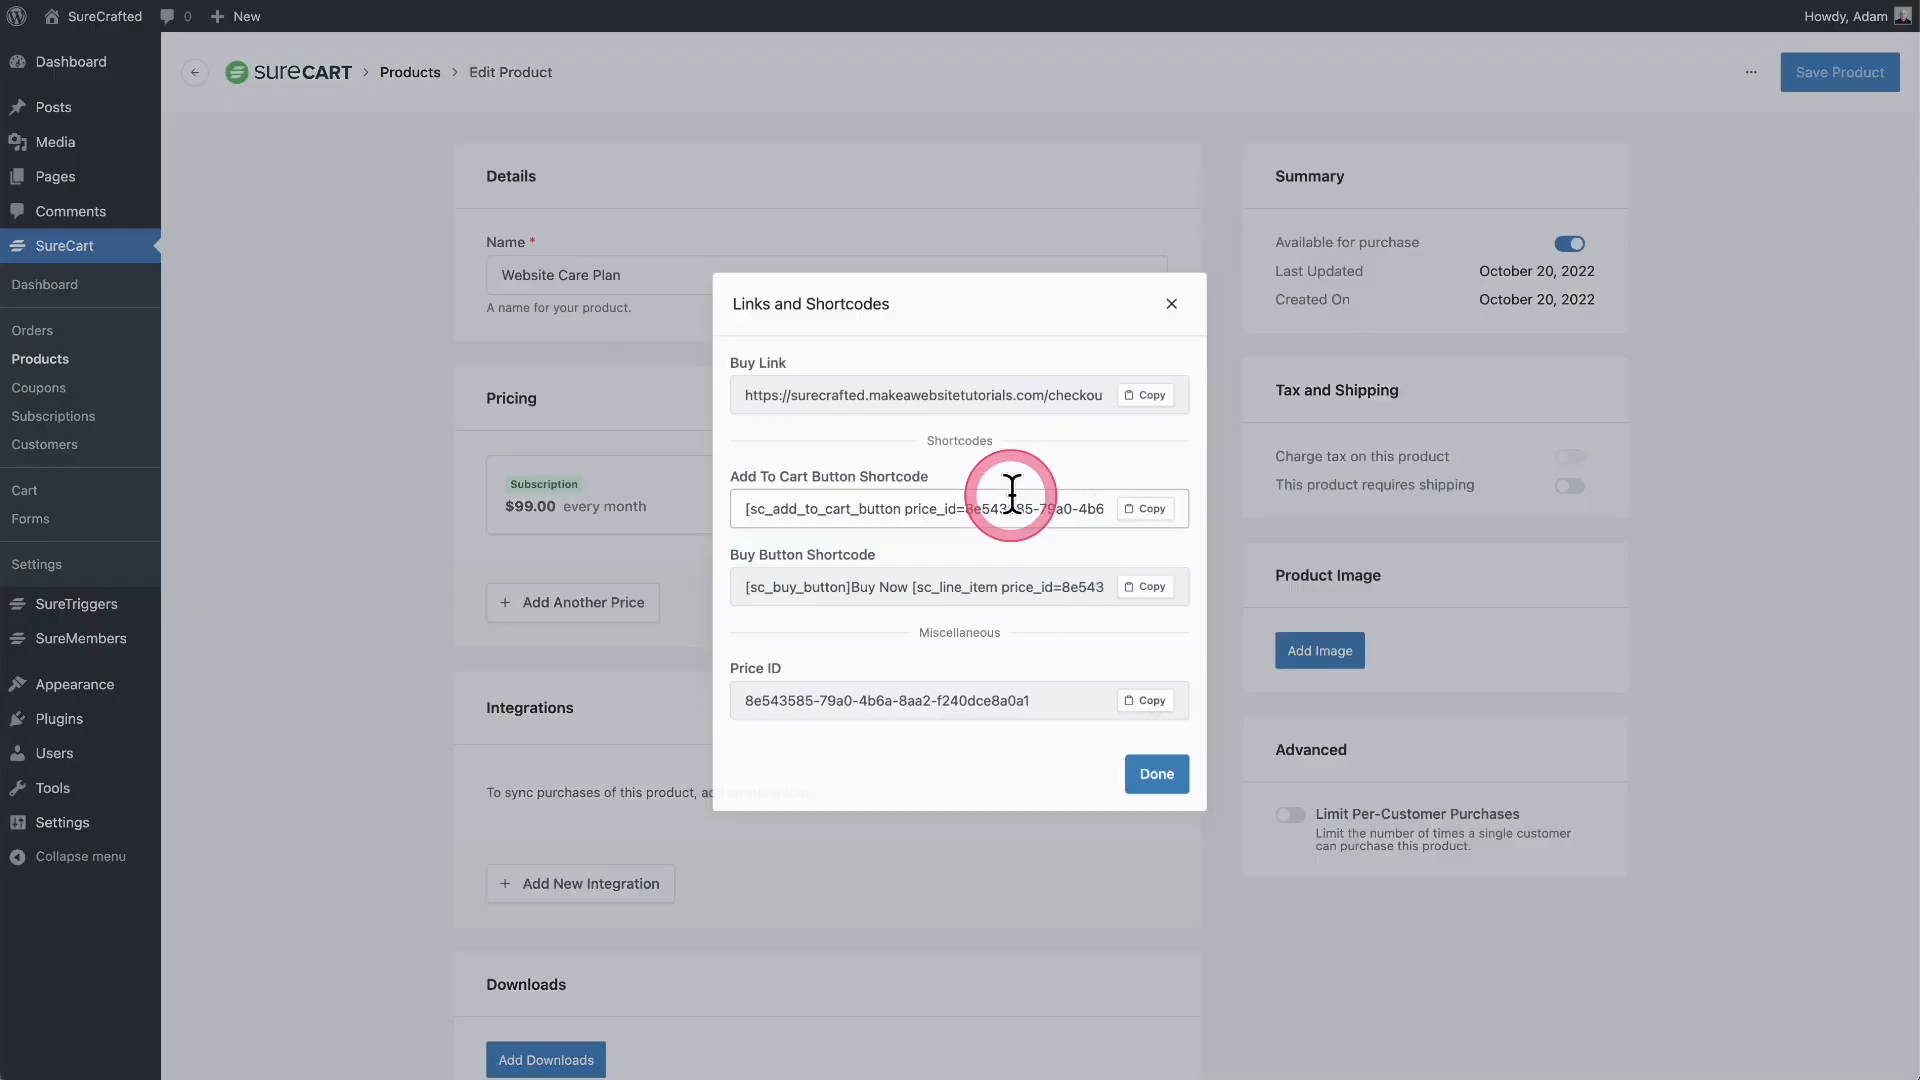 SureCrafted
0
New
Howdy, Adam
Dashboard
Posts
Media
Pages
Comments
SureCart
Dashboard
Orders
Products
Coupons
Subscriptions
Customers
Cart
Forms
Settings
SureTriggers
SureMembers
Appearance
Plugins
Users
Tools
Settings
Collapse menu
SURECART > Products > Edit Product
...
Save Product
Details
Name *
Website Care Plan
A name for your product.
Pricing
Subscription
$99.00 every month
+ Add Another Price
Integrations
To sync purchases of this product,
+ Add New Integration
Downloads
Add Downloads
Links and Shortcodes
Buy Link
https://surecrafted.makeawebsitetutorials.com/checkou
Copy
Shortcodes
Add To Cart Button Shortcode
[sc_add_to_cart_button price_id=8e543585-79a0-4b6
Copy
Buy Button Shortcode
[sc_buy_button]Buy Now [sc_line_item price_id=8e543
Copy
Miscellaneous
Price ID
8e543585-79a0-4b6a-8aa2-f240dce8a0a1
Copy
Done
Summary
Available for purchase
Last Updated October 20, 2022
Created On October 20, 2022
Tax and Shipping
Charge tax on this product
This product requires shipping
Product Image
Add Image
Advanced
Limit Per-Customer Purchases
Limit the number of times a single customer
can purchase this product.